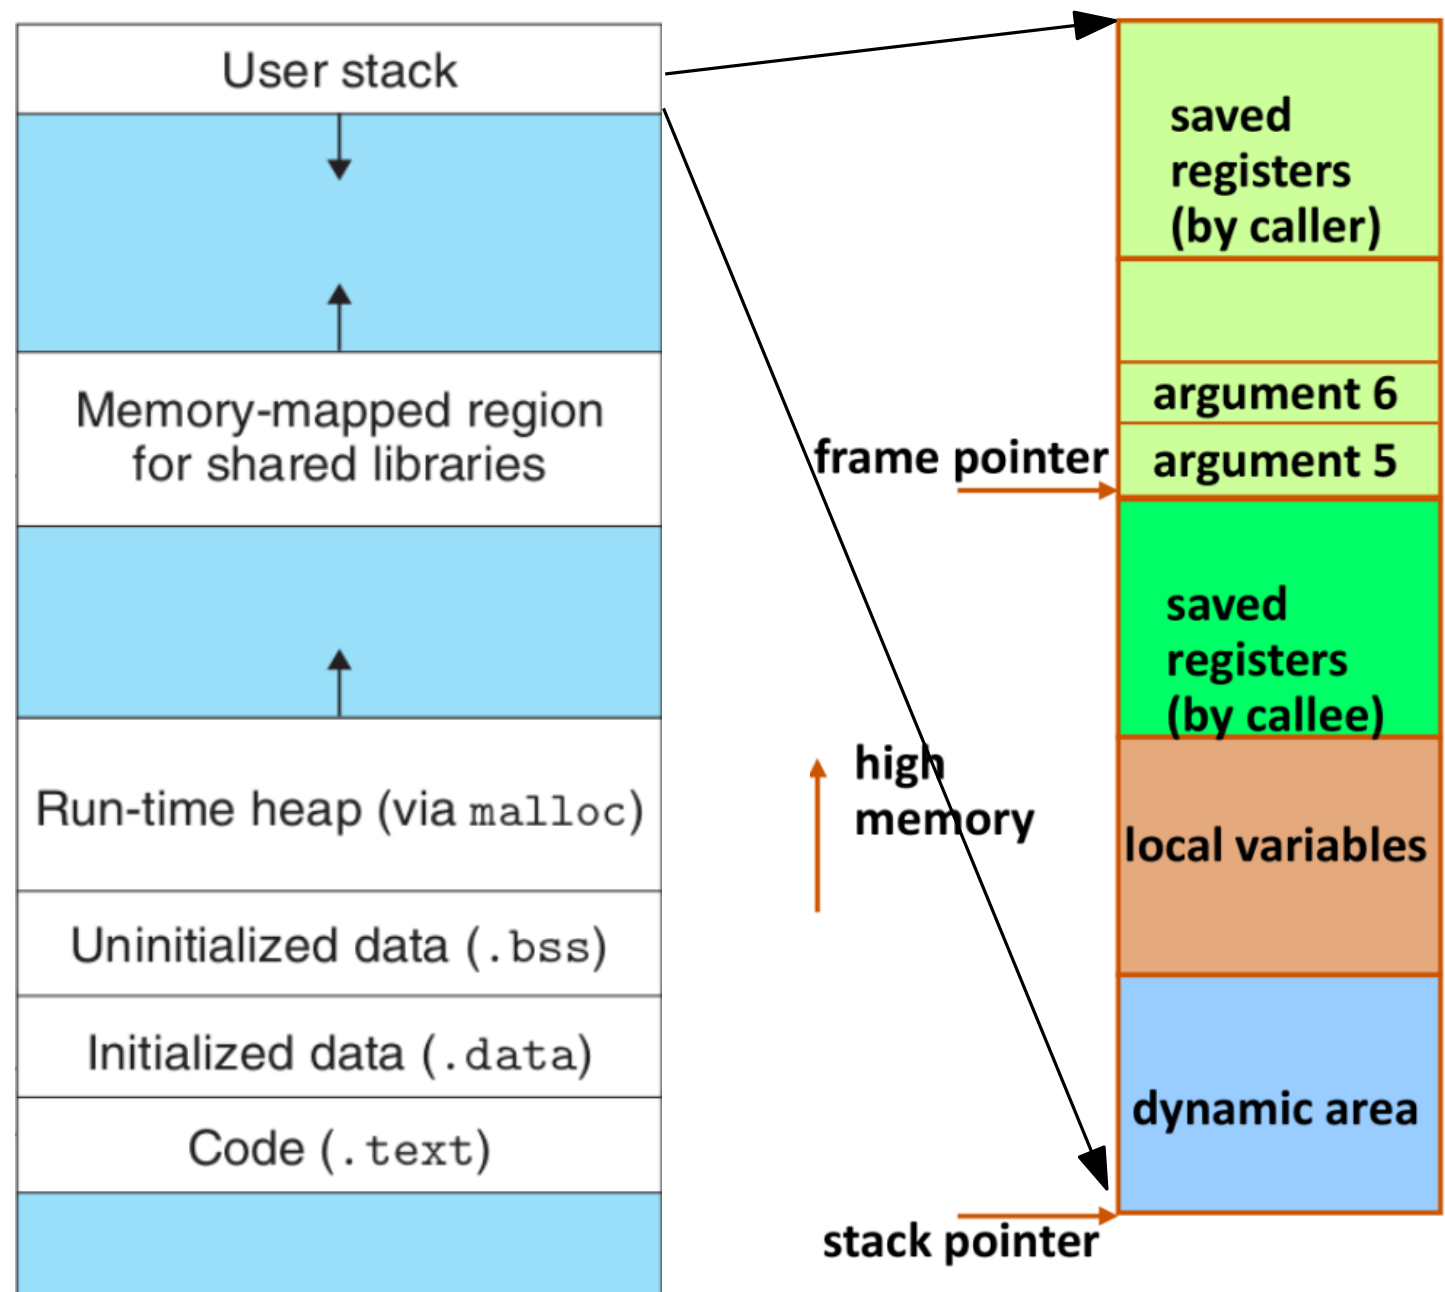 User stack
Memory-mapped region
for shared libraries
Run-time heap (via malloc)
Uninitialized data (.bss)
Initialized data (.data)
Code (.text)
frame pointer
high
memory
stack pointer
saved
registers
(by caller)
argument 6
argument 5
saved
registers
(by callee)
local variables
dynamic area